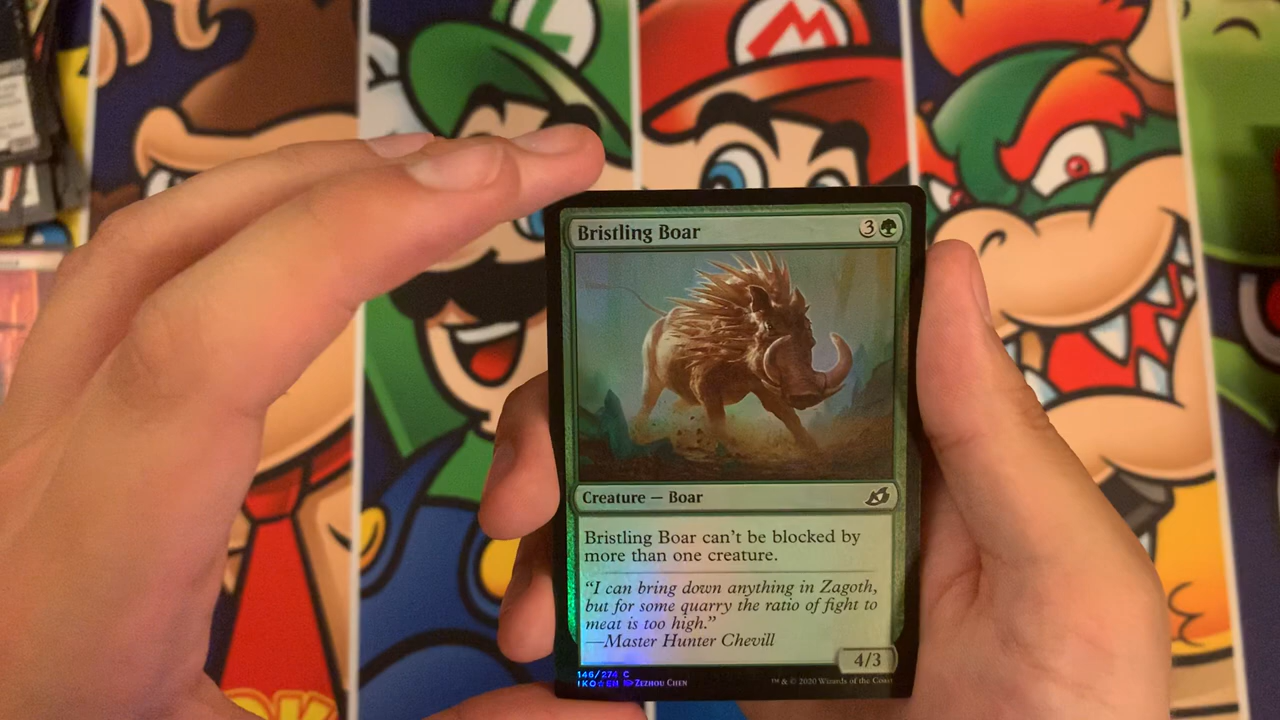 L
M
Bristling Boar 3
Creature — Boar
Bristling Boar can't be blocked by
more than one creature.
"I can bring down anything in Zagoth,
but for some quarry the ratio of fight to
meat is too high."
—Master Hunter Chevill
4/3
146/274 C
IKO☆EN Zezhou Chen
™ & © 2020 Wizards of the Coast
DK